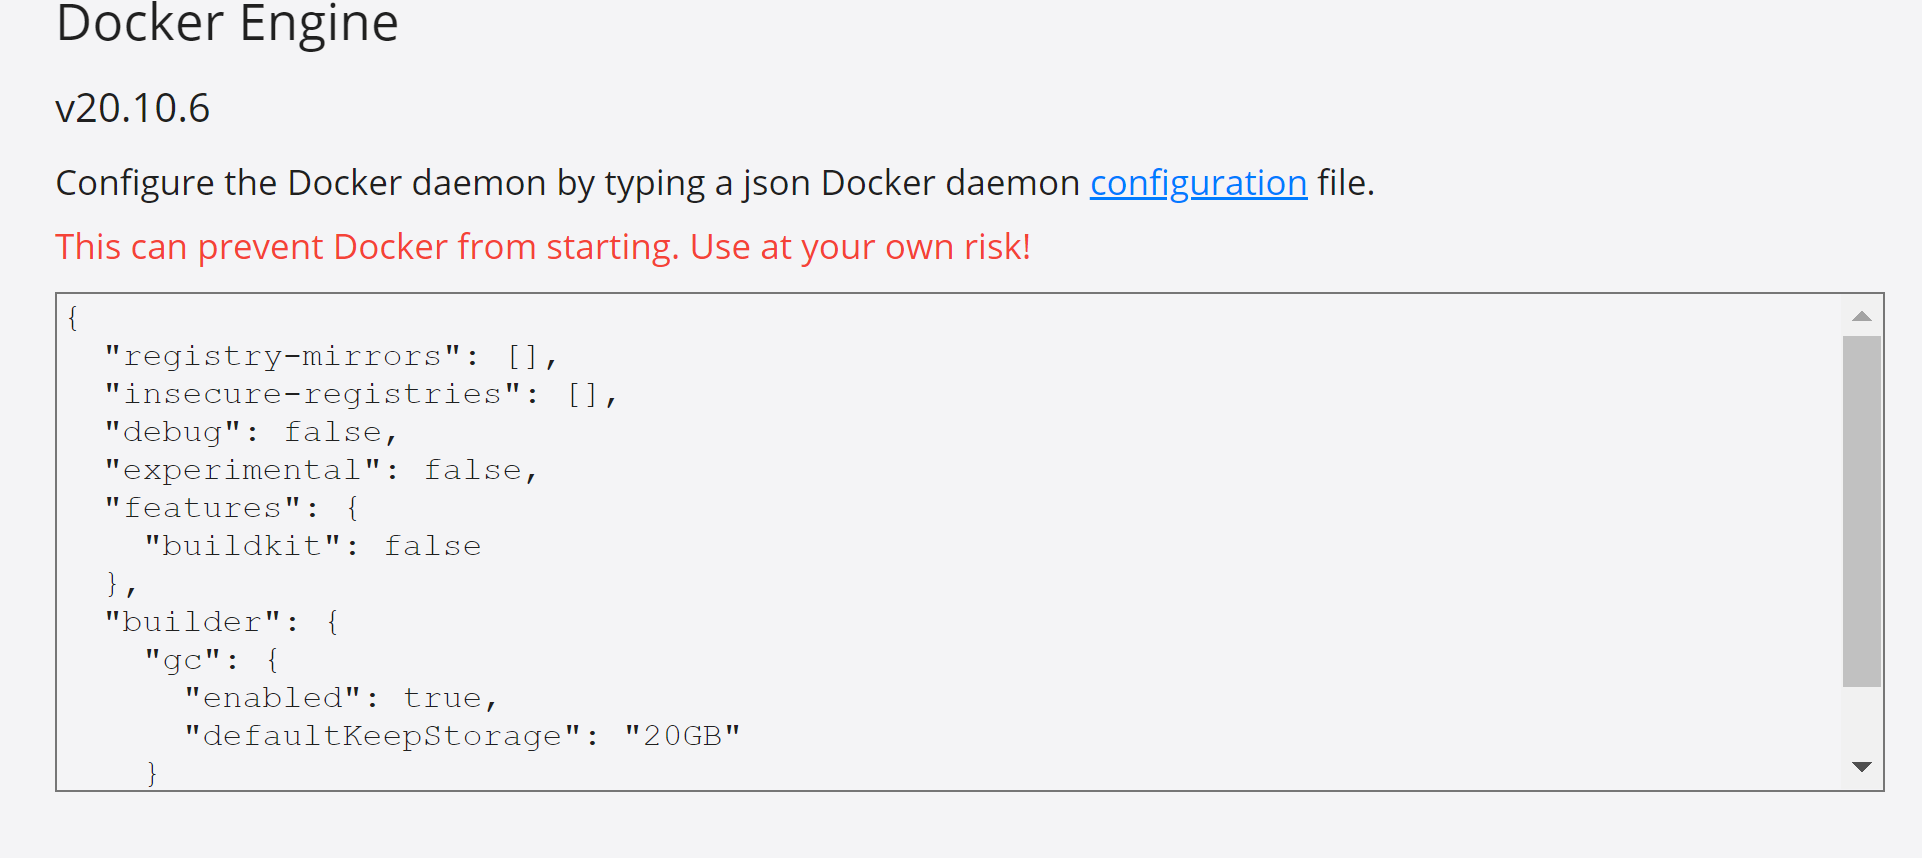 Docker Engine
v20.10.6
Configure the Docker daemon by typing a json Docker daemon configuration file.
This can prevent Docker from starting. Use at your own risk!
{
  "registry-mirrors": [],
  "insecure-registries": [],
  "debug": false,
  "experimental": false,
  "features": {
    "buildkit": false
  },
  "builder": {
    "gc": {
      "enabled": true,
      "defaultKeepStorage": "20GB"
    }